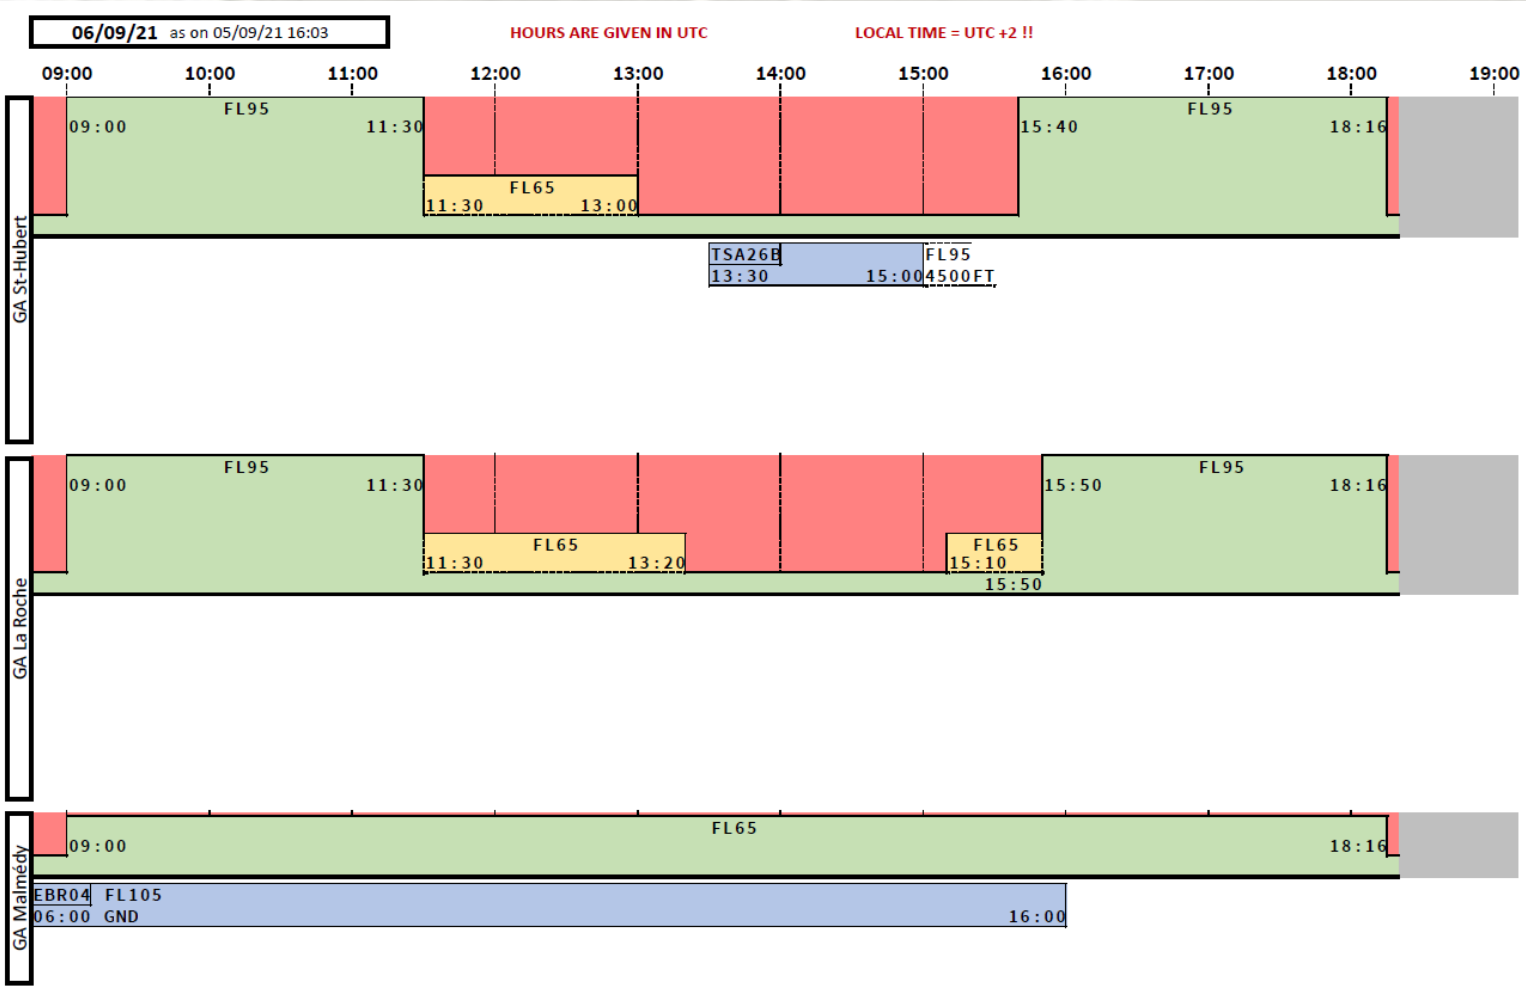 06/09/21 as on 05/09/21 16:03 HOURS ARE GIVEN IN UTC LOCAL TIME = UTC +2 !!
09:00 10:00 11:00 12:00 13:00 14:00 15:00 16:00 17:00 18:00 19:00
GA St-Hubert
FL95 FL95
09:00 11:30 15:40 18:16
FL65
11:30 13:00
TSA26B FL95
13:30 15:00 4500FT
GA La Roche
FL95 FL95
09:00 11:30 15:50 18:16
FL65 FL65
11:30 13:20 15:10
15:50
GA Malmédy
FL65
09:00 18:16
EBR04 FL105
06:00 GND 16:00